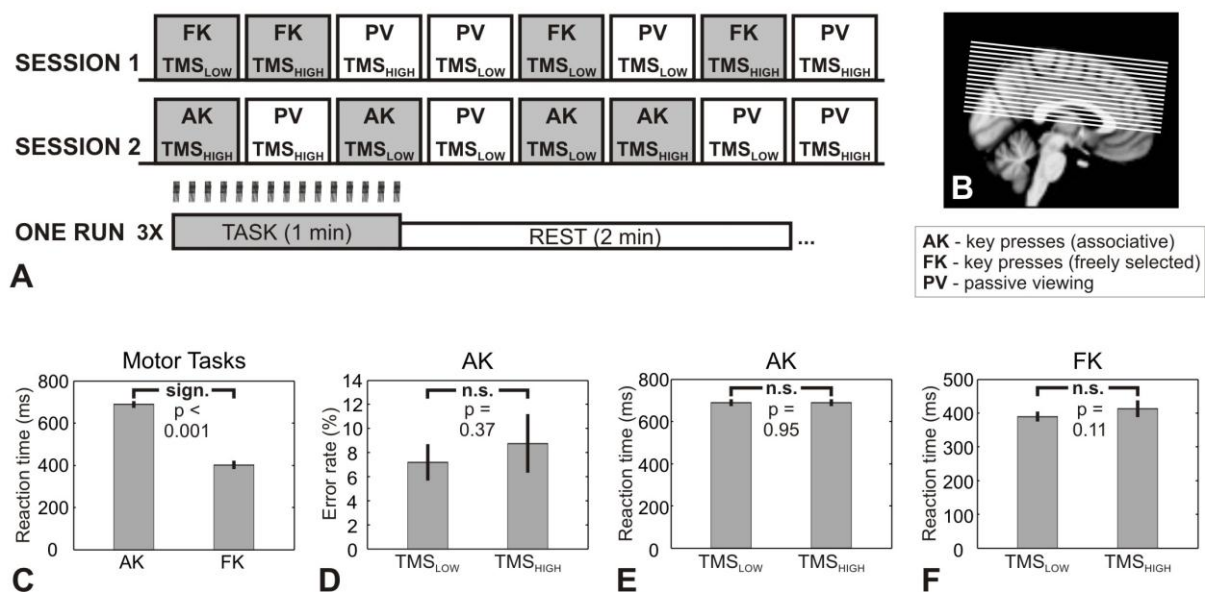 SESSION 1
FK FK PV PV FK PV FK PV
TMSLOW TMSHIGH TMSHIGH TMSLOW TMSLOW TMSLOW TMSHIGH TMSHIGH
SESSION 2
AK PV AK PV AK AK PV PV
TMSHIGH TMSHIGH TMSLOW TMSLOW TMSLOW TMSHIGH TMSLOW TMSHIGH
ONE RUN 3X TASK (1 min) REST (2 min) ...
A
B
AK - key presses (associative)
FK - key presses (freely selected)
PV - passive viewing
Motor Tasks
Reaction time (ms)
800
600
400
200
0
sign.
p <
0.001
AK FK
C
AK
Error rate (%)
14
12
10
8
6
4
2
0
n.s.
p =
0.37
TMSLOW TMSHIGH
D
AK
Reaction time (ms)
800
600
400
200
0
n.s.
p =
0.95
TMSLOW TMSHIGH
E
FK
Reaction time (ms)
500
400
300
200
100
0
n.s.
p =
0.11
TMSLOW TMSHIGH
F